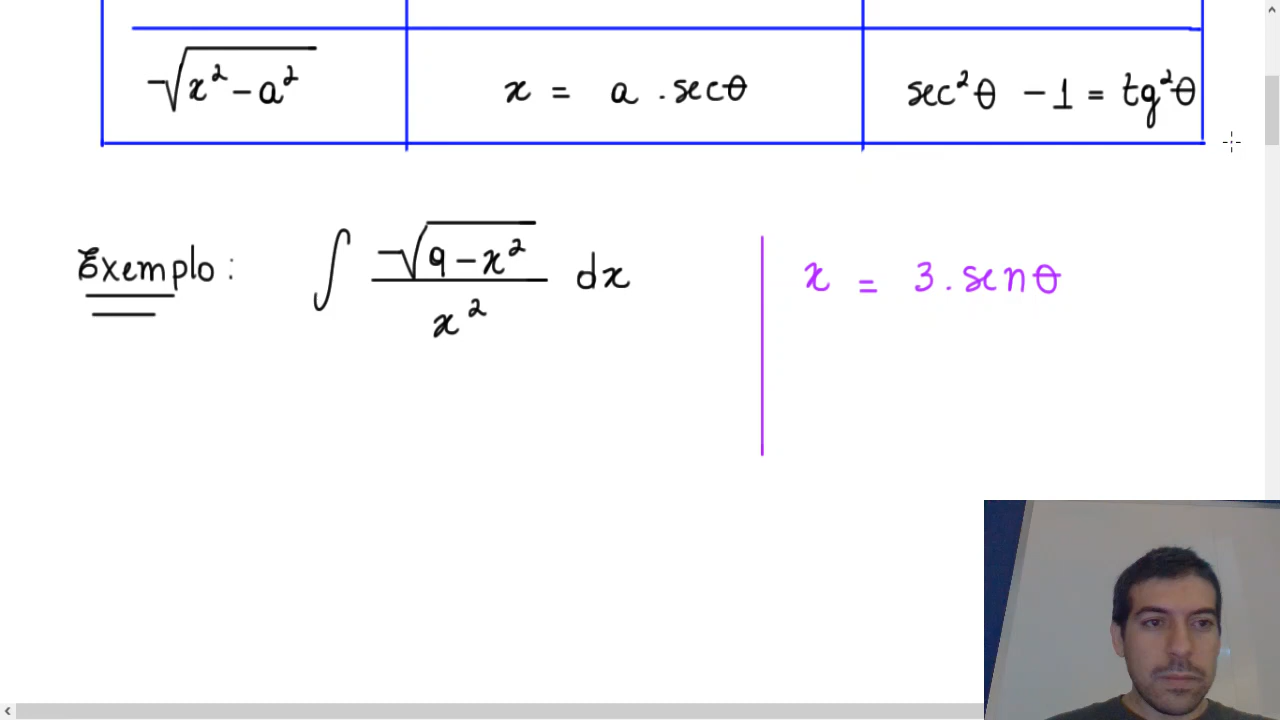 √(x² - a²) x = a . secθ sec²θ - 1 = tg²θ
Exemplo: ∫ √(9 - x²) / x² dx x = 3 . senθ